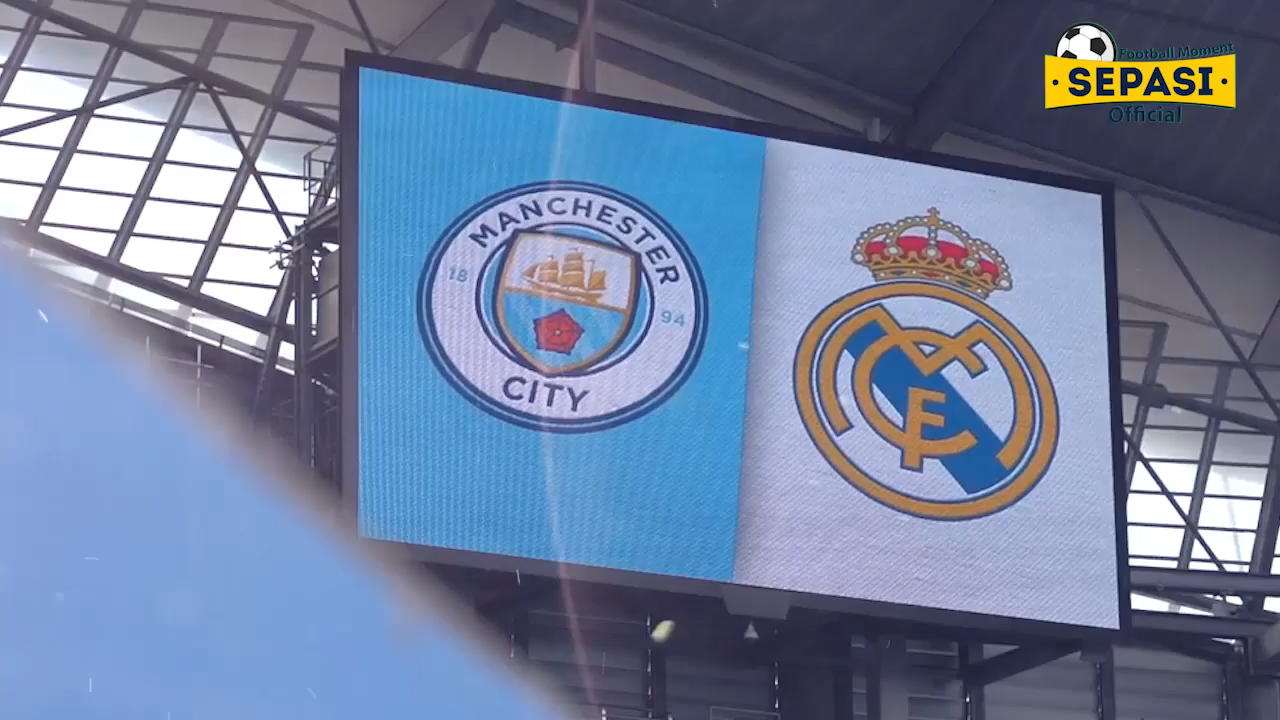 Football Moment
SEPASI
Official
MANCHESTER
18 94
CITY